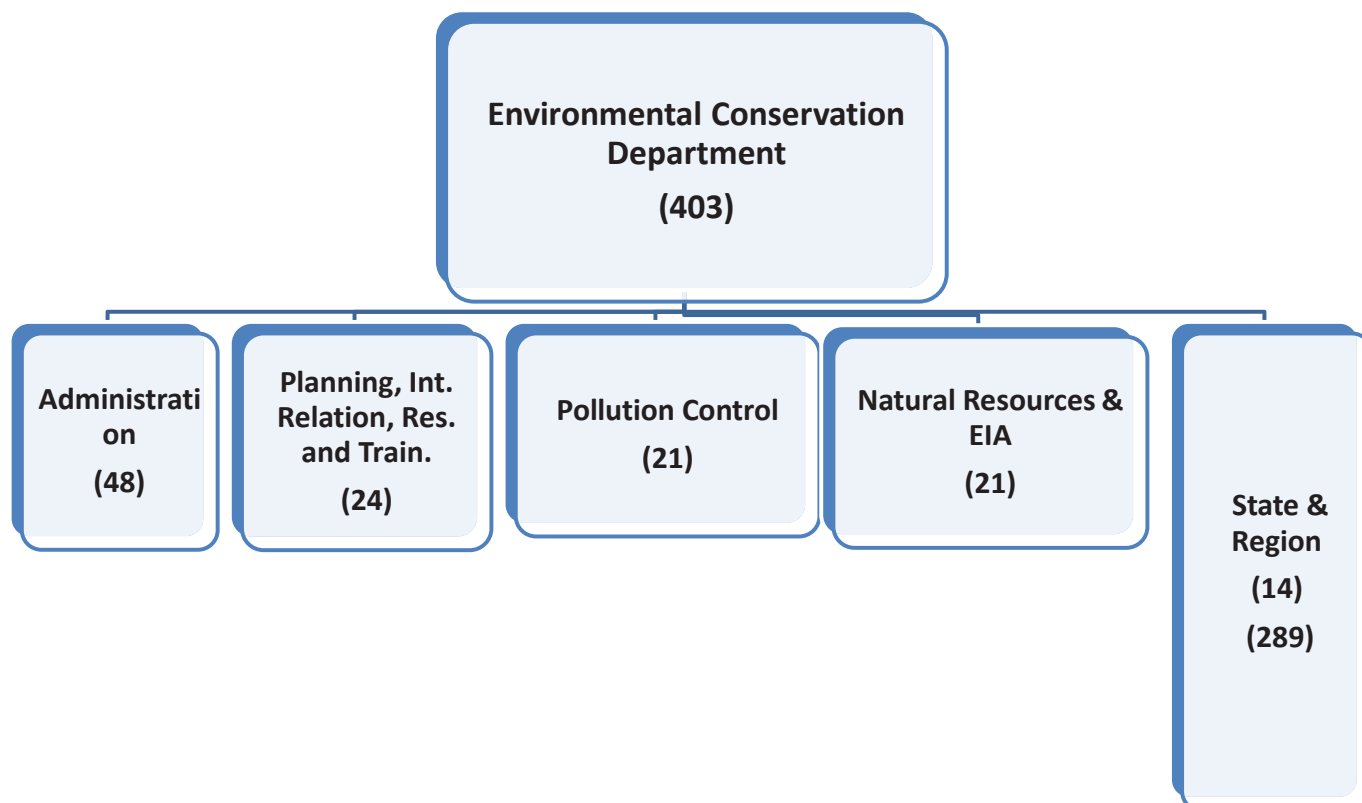 Environmental Conservation
Department
(403)
Administrati
on
(48)
Planning, Int.
Relation, Res.
and Train.
(24)
Pollution Control
(21)
Natural Resources &
EIA
(21)
State &
Region
(14)
(289)